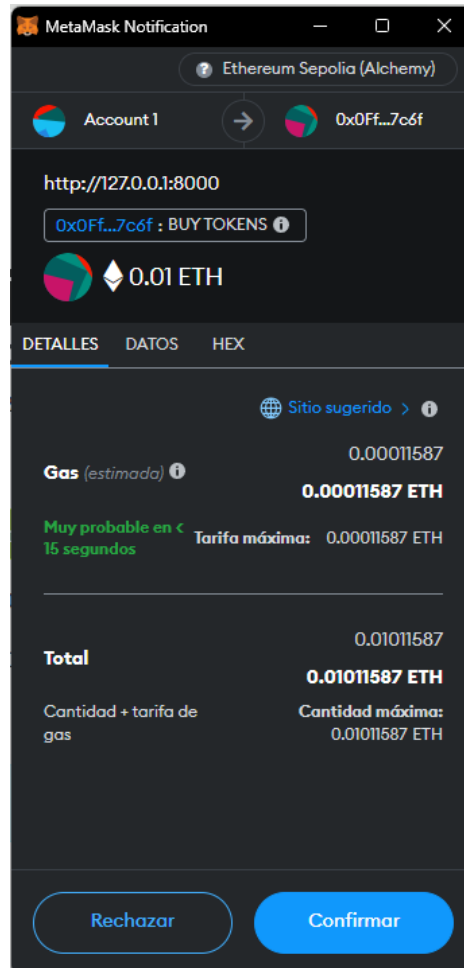 MetaMask Notification
Ethereum Sepolia (Alchemy)
Account 1
0x0Ff...7c6f
http://127.0.0.1:8000
0x0Ff...7c6f : BUY TOKENS
0.01 ETH
DETALLES DATOS HEX
Sitio sugerido >
0.00011587
Gas (estimada)
0.00011587 ETH
Muy probable en <
15 segundos
Tarifa máxima: 0.00011587 ETH
0.01011587
Total
0.01011587 ETH
Cantidad + tarifa de
gas
Cantidad máxima:
0.01011587 ETH
Rechazar
Confirmar